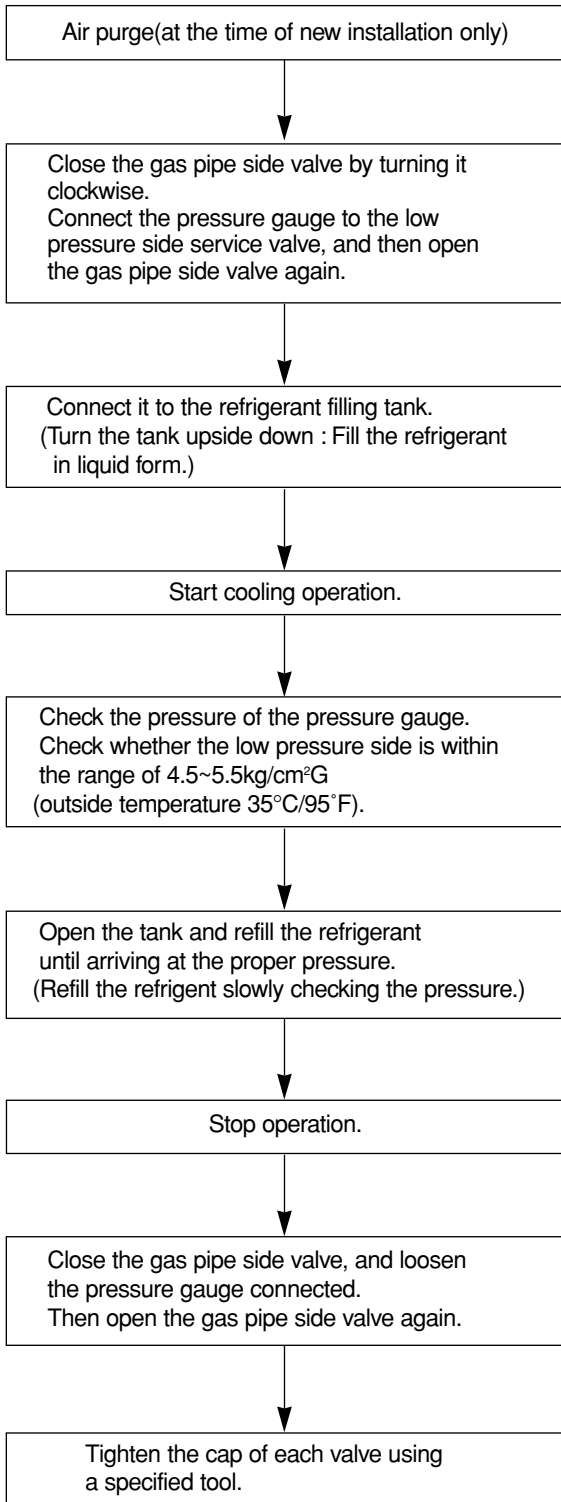 Air purge(at the time of new installation only)
Close the gas pipe side valve by turning it
clockwise.
Connect the pressure gauge to the low
pressure side service valve, and then open
the gas pipe side valve again.
Connect it to the refrigerant filling tank.
(Turn the tank upside down : Fill the refrigerant
in liquid form.)
Start cooling operation.
Check the pressure of the pressure gauge.
Check whether the low pressure side is within
the range of 4.5~5.5kg/cm²G
(outside temperature 35°C/95˚F).
Open the tank and refill the refrigerant
until arriving at the proper pressure.
(Refill the refrigent slowly checking the pressure.)
Stop operation.
Close the gas pipe side valve, and loosen
the pressure gauge connected.
Then open the gas pipe side valve again.
Tighten the cap of each valve using
a specified tool.